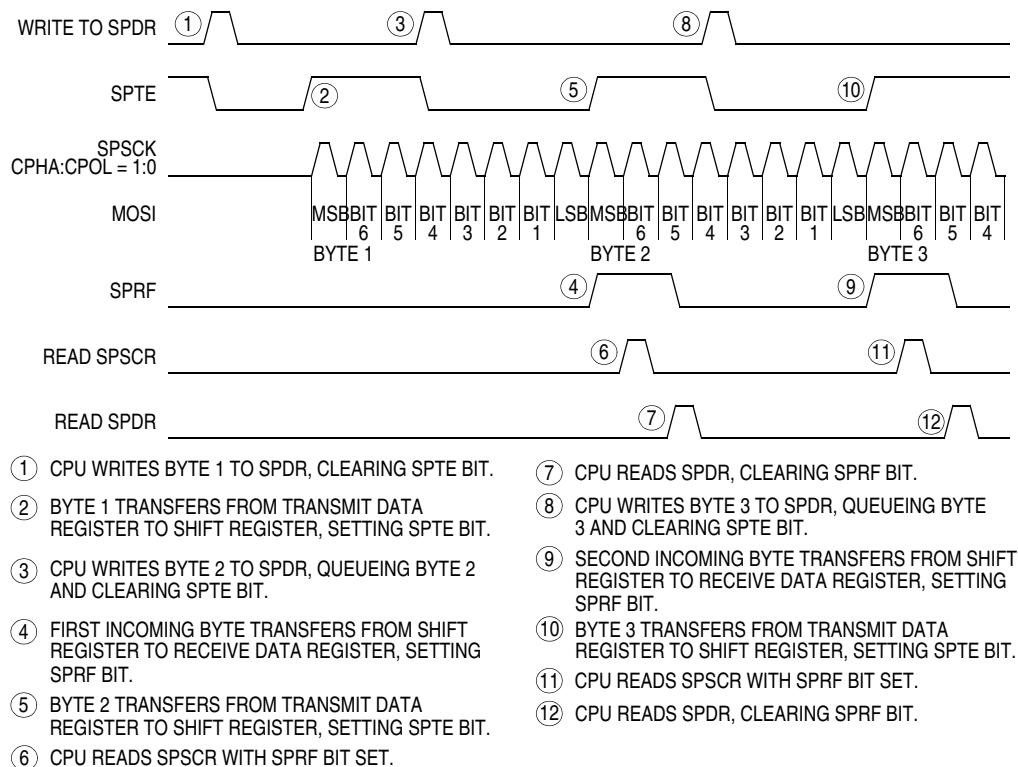 WRITE TO SPDR
1
3
8
SPTE
2
5
10
SPSCK
CPHA:CPOL = 1:0
MOSI
MSB BIT 6 BIT 5 BIT 4 BIT 3 BIT 2 BIT 1 LSB MSB BIT 6 BIT 5 BIT 4 BIT 3 BIT 2 BIT 1 LSB MSB BIT 6 BIT 5 BIT 4
BYTE 1
BYTE 2
BYTE 3
SPRF
4
9
READ SPSCR
6
11
READ SPDR
7
12
1 CPU WRITES BYTE 1 TO SPDR, CLEARING SPTE BIT.
2 BYTE 1 TRANSFERS FROM TRANSMIT DATA
REGISTER TO SHIFT REGISTER, SETTING SPTE BIT.
3 CPU WRITES BYTE 2 TO SPDR, QUEUEING BYTE 2
AND CLEARING SPTE BIT.
4 FIRST INCOMING BYTE TRANSFERS FROM SHIFT
REGISTER TO RECEIVE DATA REGISTER, SETTING
SPRF BIT.
5 BYTE 2 TRANSFERS FROM TRANSMIT DATA
REGISTER TO SHIFT REGISTER, SETTING SPTE BIT.
6 CPU READS SPSCR WITH SPRF BIT SET.
7 CPU READS SPDR, CLEARING SPRF BIT.
8 CPU WRITES BYTE 3 TO SPDR, QUEUEING BYTE
3 AND CLEARING SPTE BIT.
9 SECOND INCOMING BYTE TRANSFERS FROM SHIFT
REGISTER TO RECEIVE DATA REGISTER, SETTING
SPRF BIT.
10 BYTE 3 TRANSFERS FROM TRANSMIT DATA
REGISTER TO SHIFT REGISTER, SETTING SPTE BIT.
11 CPU READS SPSCR WITH SPRF BIT SET.
12 CPU READS SPDR, CLEARING SPRF BIT.